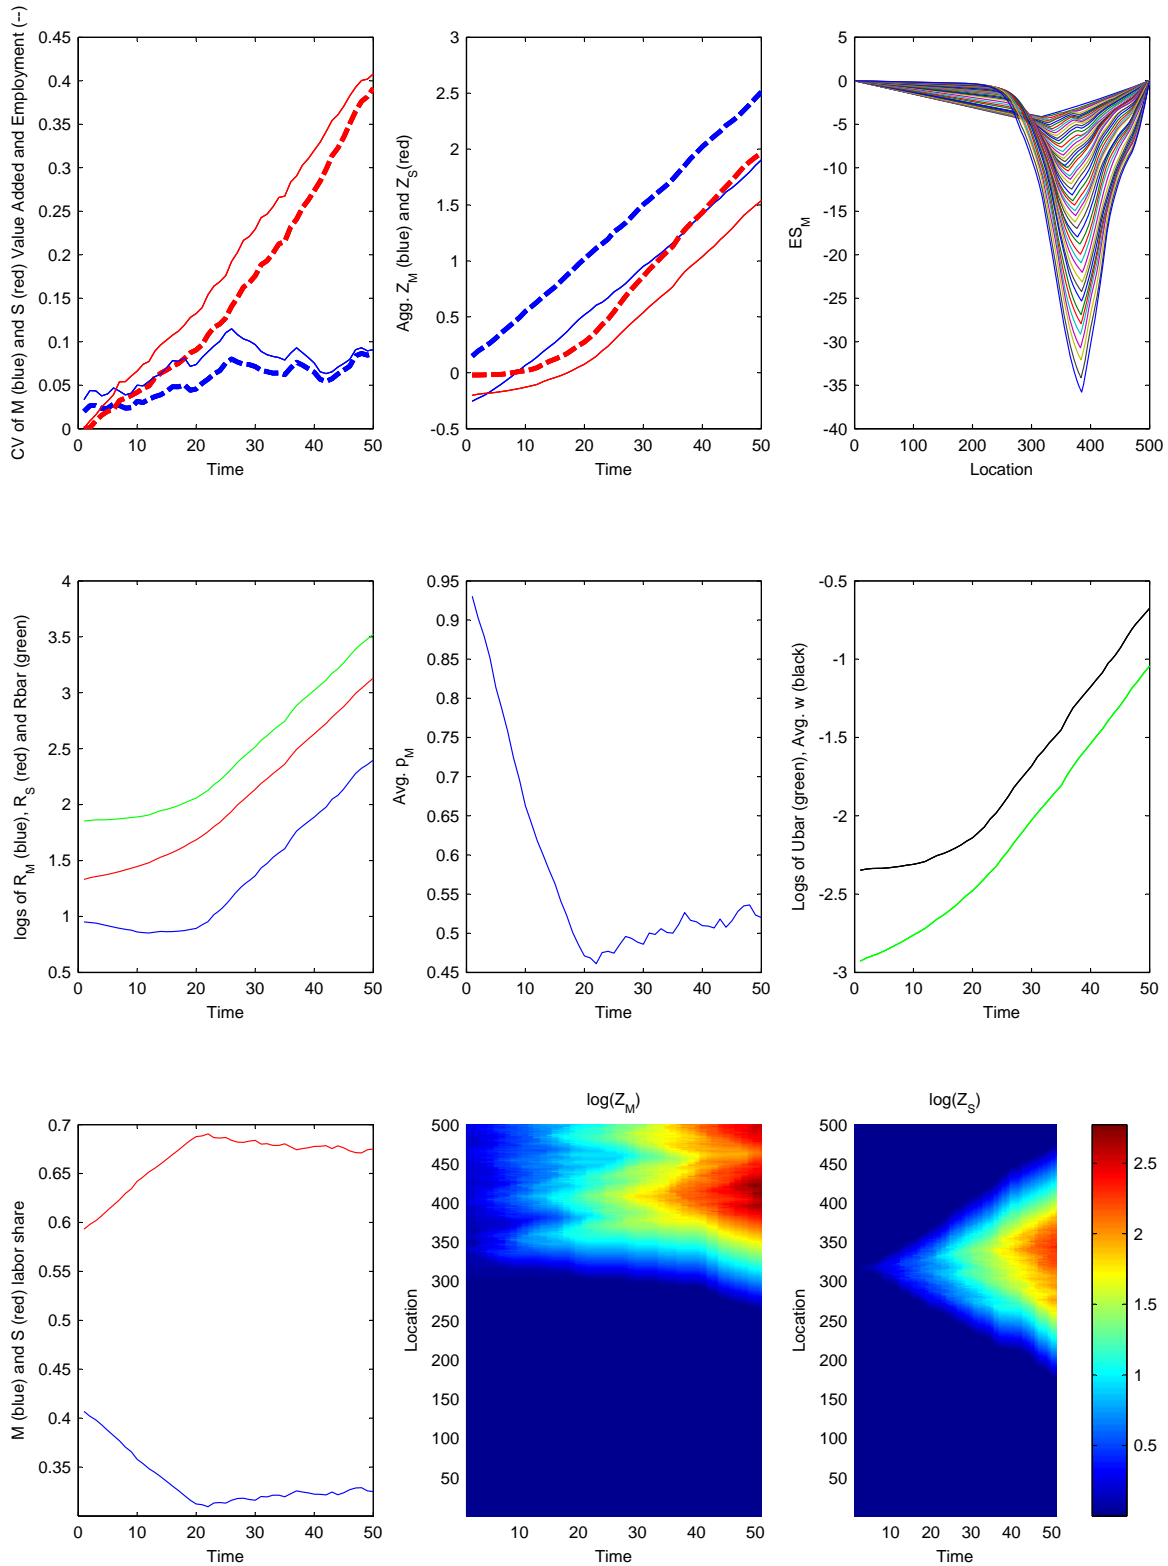 CV of M (blue) and S (red) Value Added and Employment (--)
0.45
0.4
0.35
0.3
0.25
0.2
0.15
0.1
0.05
0
0 10 20 30 40 50
Time
Agg. Z_M (blue) and Z_S(red)
3
2.5
2
1.5
1
0.5
0
-0.5
0 10 20 30 40 50
Time
ES_M
5
0
-5
-10
-15
-20
-25
-30
-35
-40
0 100 200 300 400 500
Location
logs of R_M (blue), R_S (red) and Rbar (green)
4
3.5
3
2.5
2
1.5
1
0.5
0 10 20 30 40 50
Time
Avg. p_M
0.95
0.9
0.85
0.8
0.75
0.7
0.65
0.6
0.55
0.5
0.45
0 10 20 30 40 50
Time
Logs of Ubar (green), Avg. w (black)
-0.5
-1
-1.5
-2
-2.5
-3
0 10 20 30 40 50
Time
M (blue) and S (red) labor share
0.7
0.65
0.6
0.55
0.5
0.45
0.4
0.35
0 10 20 30 40 50
Time
log(Z_M)
Location
500
450
400
350
300
250
200
150
100
50
10 20 30 40 50
Time
log(Z_S)
Location
500
450
400
350
300
250
200
150
100
50
10 20 30 40 50
Time
2.5
2
1.5
1
0.5